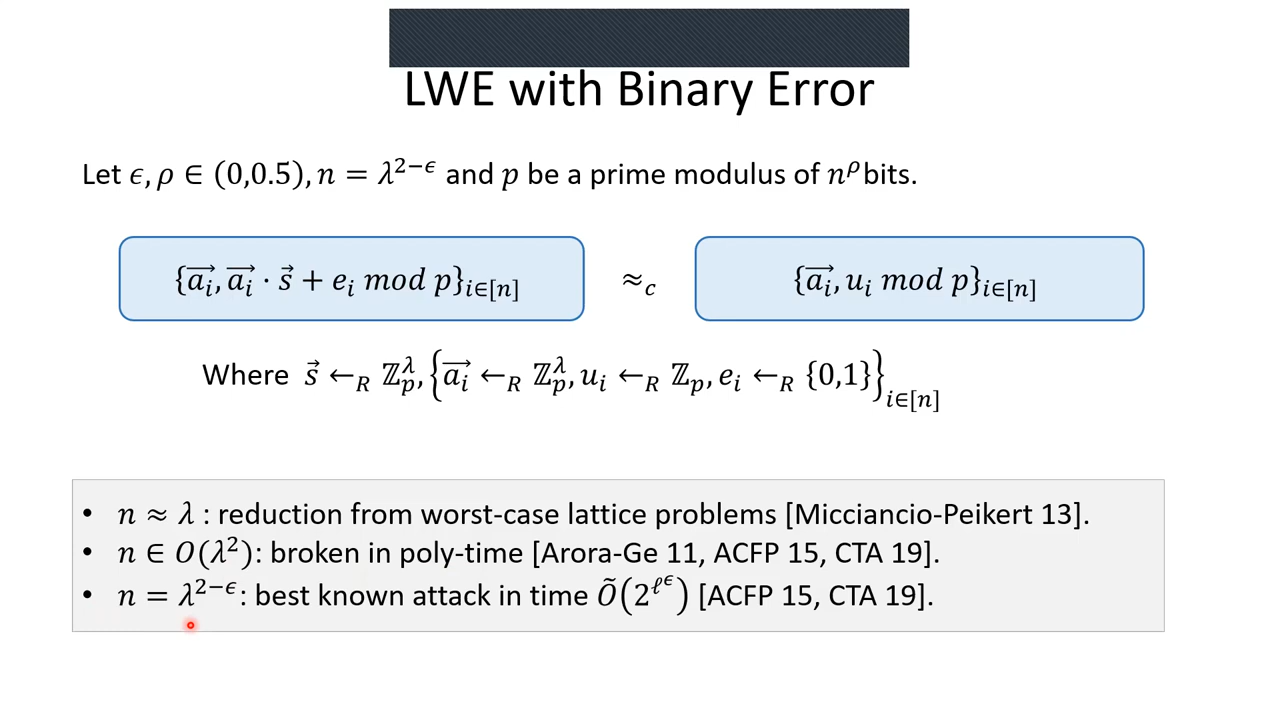 LWE with Binary Error
Let ϵ, ρ ∈ (0,0.5), n = λ^{2−ϵ} and p be a prime modulus of n^ρ bits.
{a⃗_i, a⃗_i · s⃗ + e_i mod p}_{i∈[n]} ≈_c {a⃗_i, u_i mod p}_{i∈[n]}
Where s⃗ ←_R ℤ_p^λ, {a⃗_i ←_R ℤ_p^λ, u_i ←_R ℤ_p, e_i ←_R {0,1}}_{i∈[n]}
• n ≈ λ : reduction from worst-case lattice problems [Micciancio-Peikert 13].
• n ∈ O(λ²): broken in poly-time [Arora-Ge 11, ACFP 15, CTA 19].
• n = λ^{2−ϵ}: best known attack in time Õ(2^{ℓ^ϵ}) [ACFP 15, CTA 19].